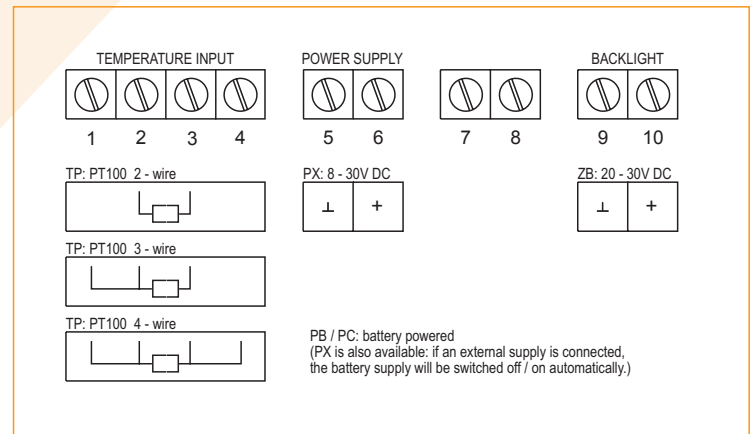 TEMPERATURE INPUT POWER SUPPLY BACKLIGHT
1 2 3 4 5 6 7 8 9 10
TP: PT100 2 - wire PX: 8 - 30V DC ZB: 20 - 30V DC
⊥ + ⊥ +
TP: PT100 3 - wire
TP: PT100 4 - wire
PB / PC: battery powered
(PX is also available: if an external supply is connected,
the battery supply will be switched off / on automatically.)